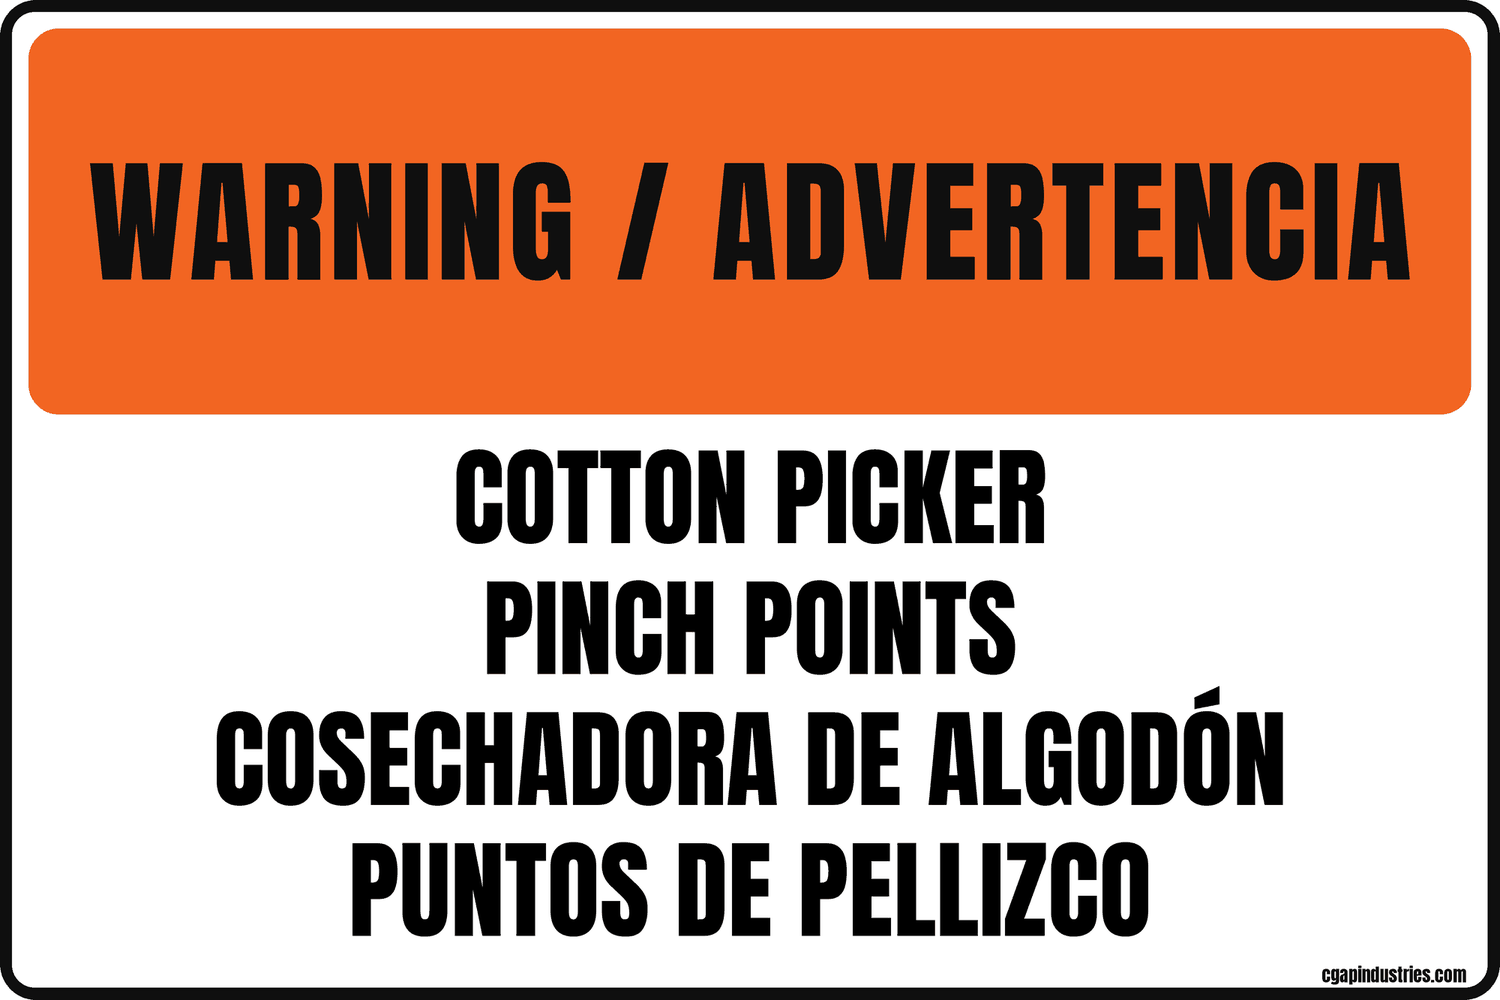 WARNING / ADVERTENCIA
COTTON PICKER
PINCH POINTS
COSECHADORA DE ALGODÓN
PUNTOS DE PELLIZCO
cgapindustries.com